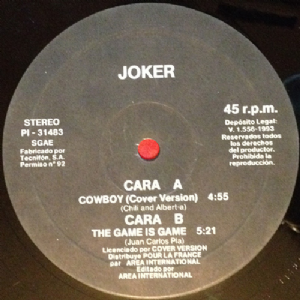 JOKER
STEREO
PI - 31483
SGAE
Fabricado por
Tecnifón, S.A.
Permiso nº 92
45 r.p.m.
Depósito Legal:
V. 1.556-1993
Reservados todos
los derechos
del productor.
Prohibida la
reproducción.
CARA A
COWBOY (Cover Version) 4:55
(Chili and Albert-a)
CARA B
THE GAME IS GAME 5:21
(Juan Carlos Pla)
Licenciado por COVER VERSION
Distribuye POUR LA FRANCE
par AREA INTERNATIONAL
Editado por
AREA INTERNATIONAL